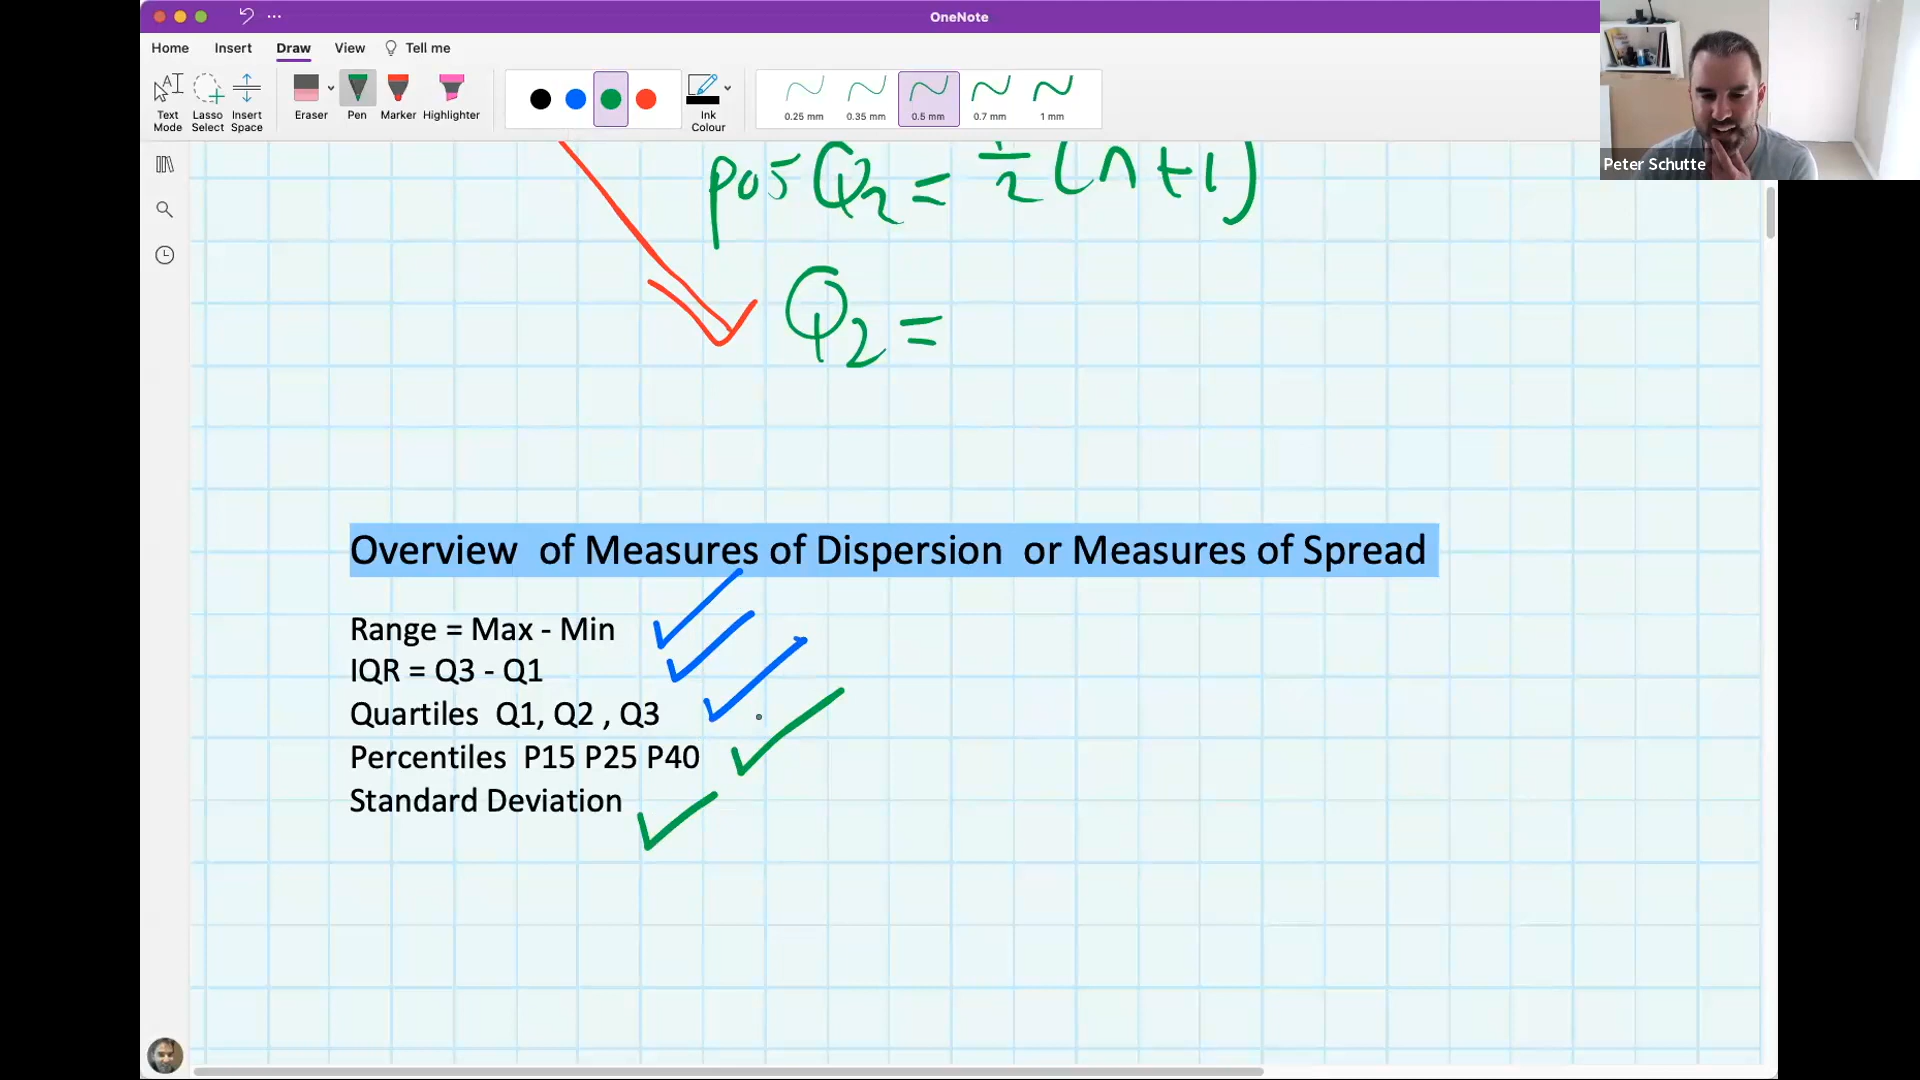 OneNote
Home Insert Draw View Tell me
Text Mode
Lasso Select
Insert Space
Eraser
Pen
Marker
Highlighter
Ink Colour
0.25 mm
0.35 mm
0.5 mm
0.7 mm
1 mm
Peter Schutte
pos Q2 = 1/2 (n+1)
Q2 =
Overview of Measures of Dispersion or Measures of Spread
Range = Max - Min
IQR = Q3 - Q1
Quartiles Q1, Q2 , Q3
Percentiles P15 P25 P40
Standard Deviation